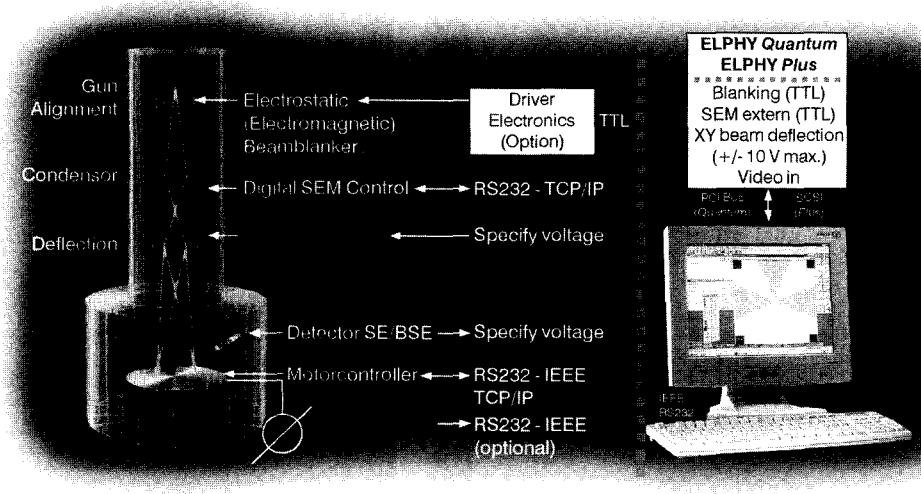 Gun
Alignment
Condensor
Deflection
Electrostatic
(Electromagnetic)
Beamblanker
Digital SEM Control
Detector SE/BSE
Motorcontroller
Driver
Electronics
(Option)
TTL
RS232 - TCP/IP
Specify voltage
Specify voltage
RS232 - IEEE
TCP/IP
RS232 - IEEE
(optional)
ELPHY Quantum
ELPHY Plus
Blanking (TTL)
SEM extern (TTL)
XY beam deflection
(+/- 10 V max.)
Video in
PCI Bus
(Quantum)
SCSI
(Plus)
IEEE
RS232